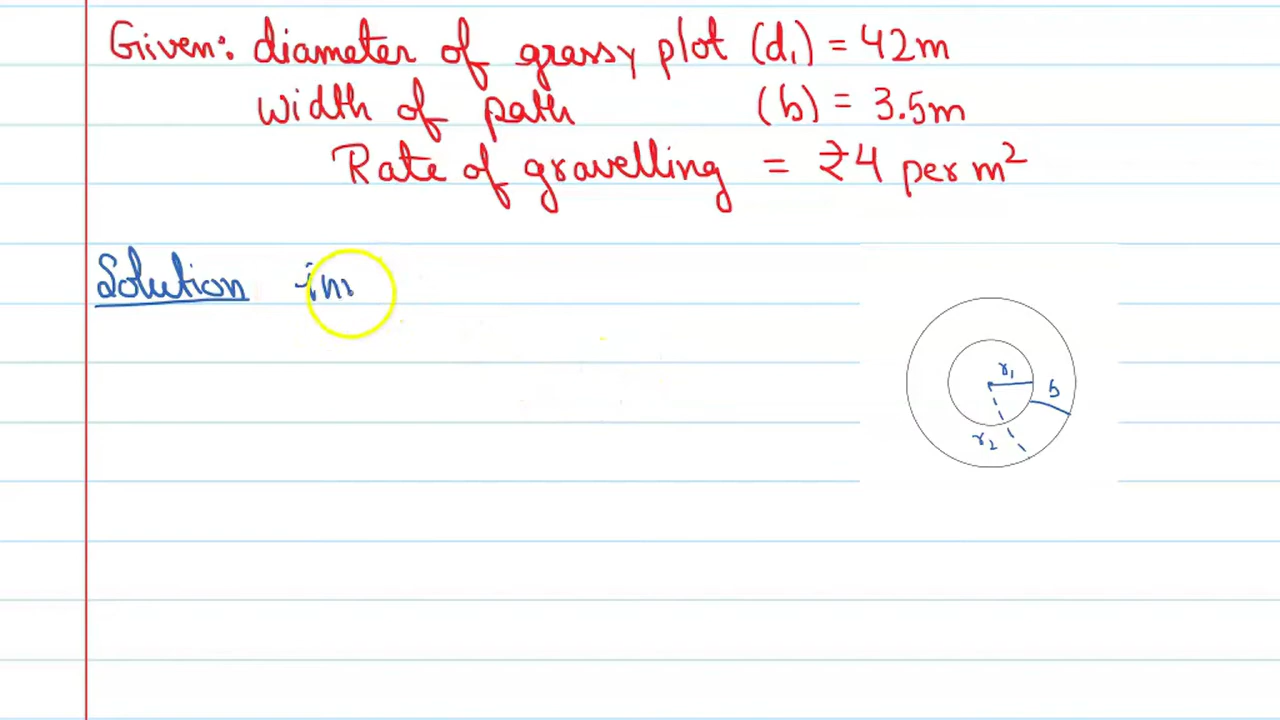 Given: diameter of grassy plot (d₁) = 42m
width of path (b) = 3.5m
Rate of gravelling = ₹4 per m²
Solution in
r₁
b
r₂